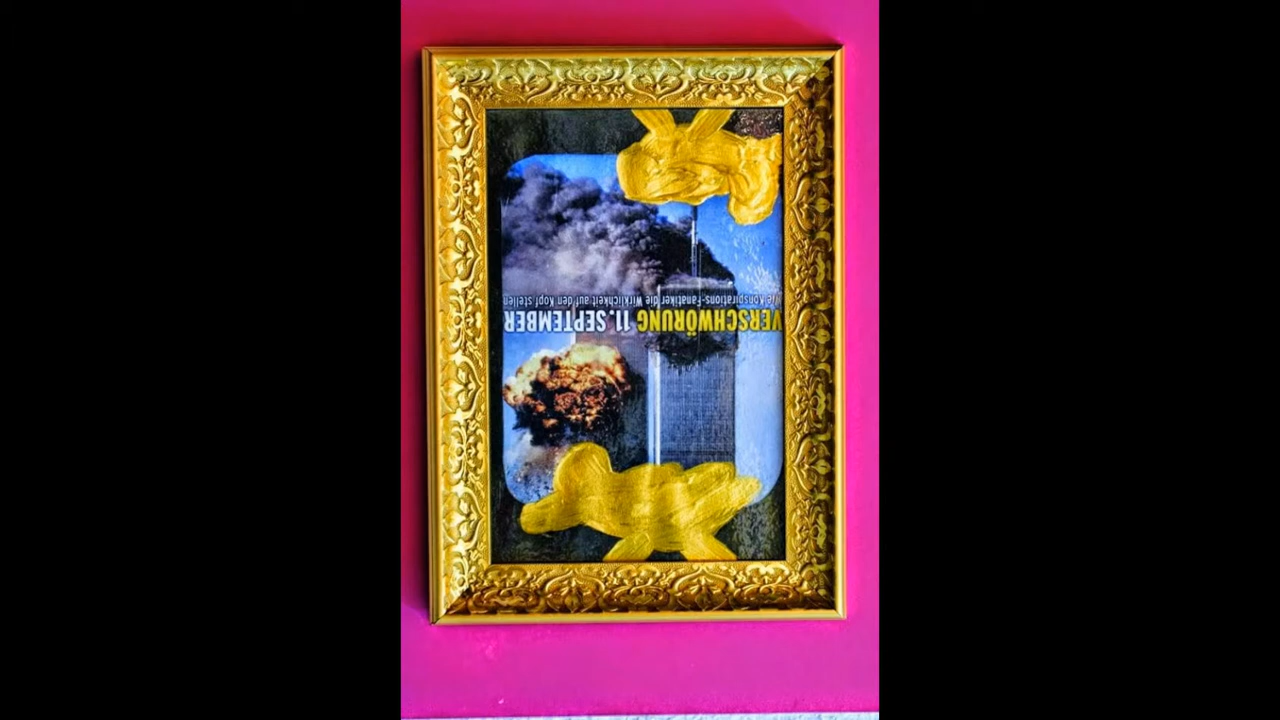 VERSCHWÖRUNG 11. SEPTEMBER
Wie Konspirations-Fanatiker die Wirklichkeit auf den Kopf stellen